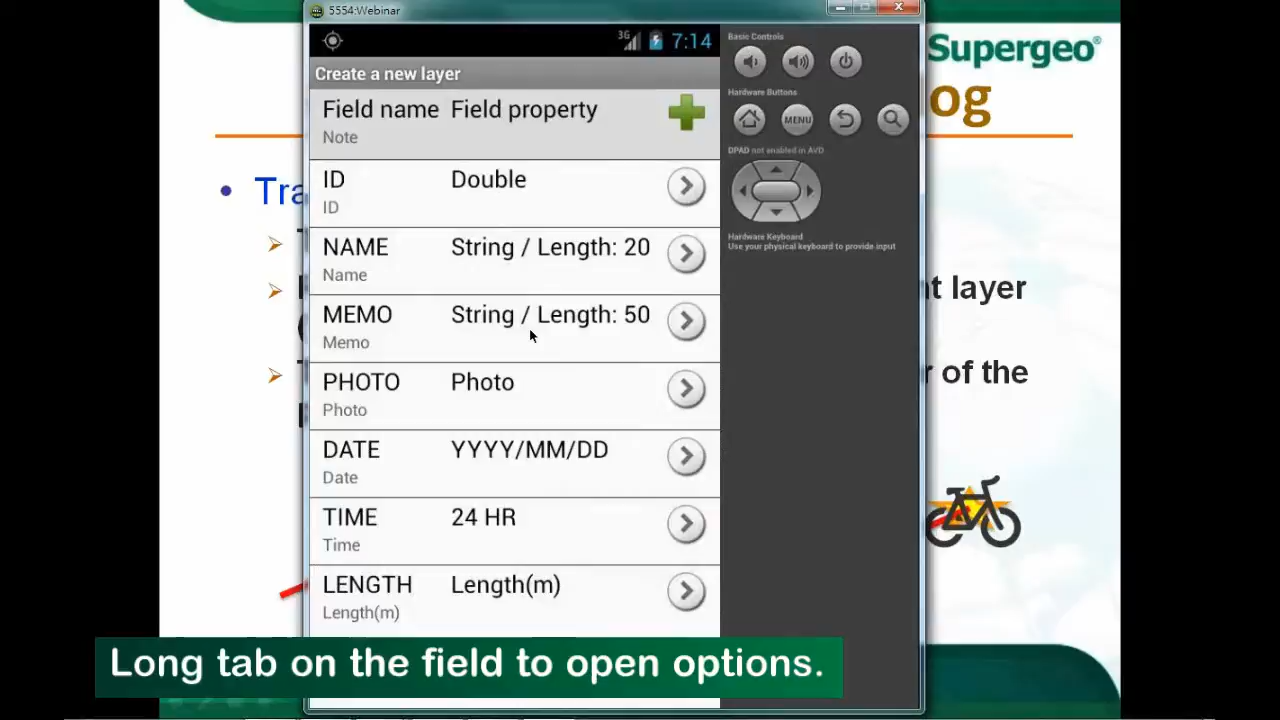 5554:Webinar
3G 7:14
Create a new layer
Field name Field property
Note
ID Double
ID
NAME String / Length: 20
Name
MEMO String / Length: 50
Memo
PHOTO Photo
Photo
DATE YYYY/MM/DD
Date
TIME 24 HR
Time
LENGTH Length(m)
Length(m)
Basic Controls
Hardware Buttons
MENU
DPAD not enabled in AVD
Hardware Keyboard
Use your physical keyboard to provide input
Supergeo®
og
Tra
layer
of the
Long tab on the field to open options.